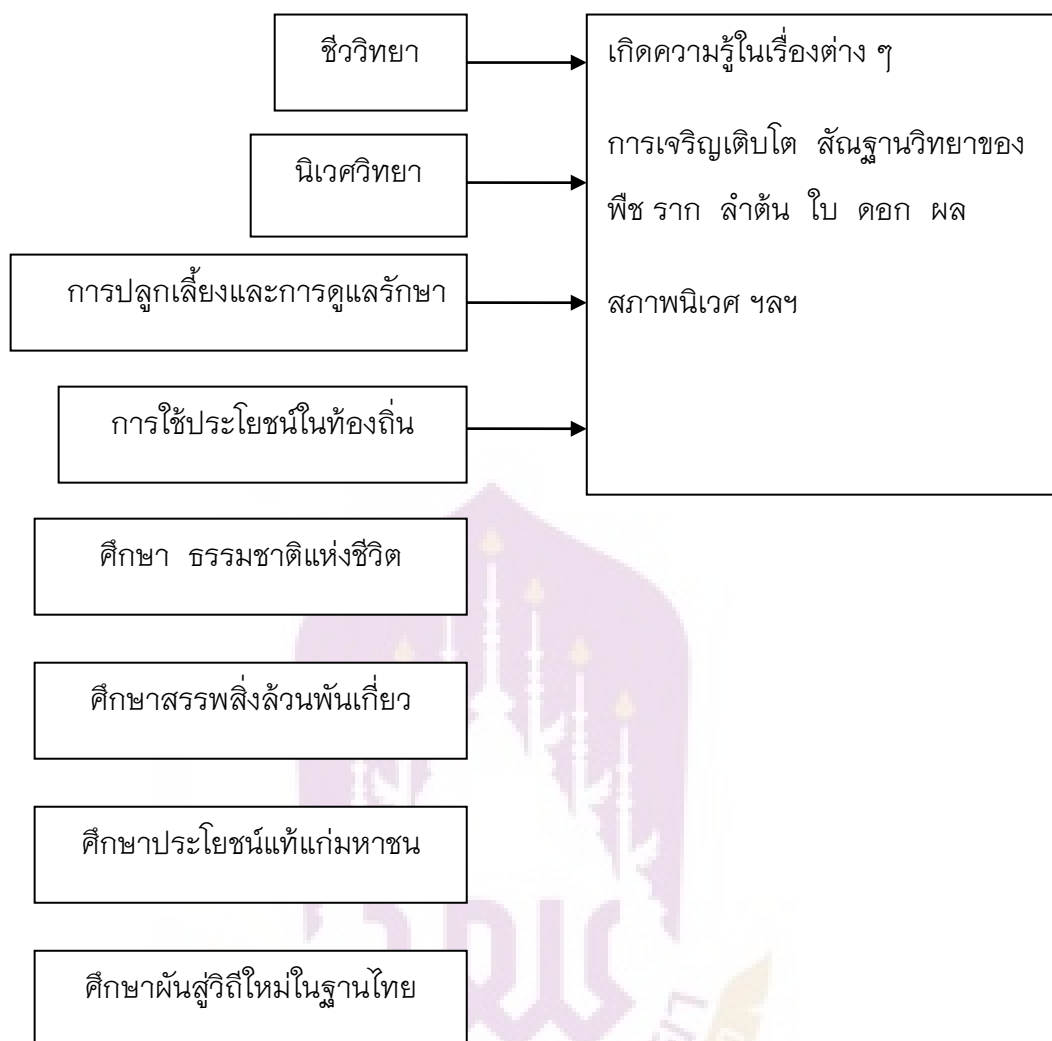 ชีววิทยา
นิเวศวิทยา
การปลูกเลี้ยงและการดูแลรักษา
การใช้ประโยชน์ในท้องถิ่น
ศึกษา ธรรมชาติแห่งชีวิต
ศึกษาสรรพสิ่งล้วนพันเกี่ยว
ศึกษาประโยชน์แท้แก่มหาชน
ศึกษาผันสู่วิถีใหม่ในฐานไทย
เกิดความรู้ในเรื่องต่าง ๆ
การเจริญเติบโต สัณฐานวิทยาของ
พืช ราก ลำต้น ใบ ดอก ผล
สภาพนิเวศ ฯลฯ